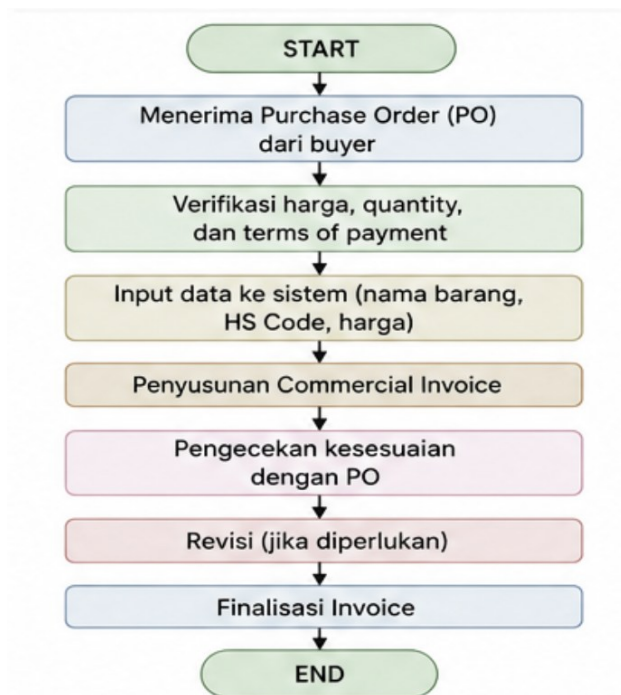 START
Menerima Purchase Order (PO)
dari buyer
Verifikasi harga, quantity,
dan terms of payment
Input data ke sistem (nama barang,
HS Code, harga)
Penyusunan Commercial Invoice
Pengecekan kesesuaian
dengan PO
Revisi (jika diperlukan)
Finalisasi Invoice
END